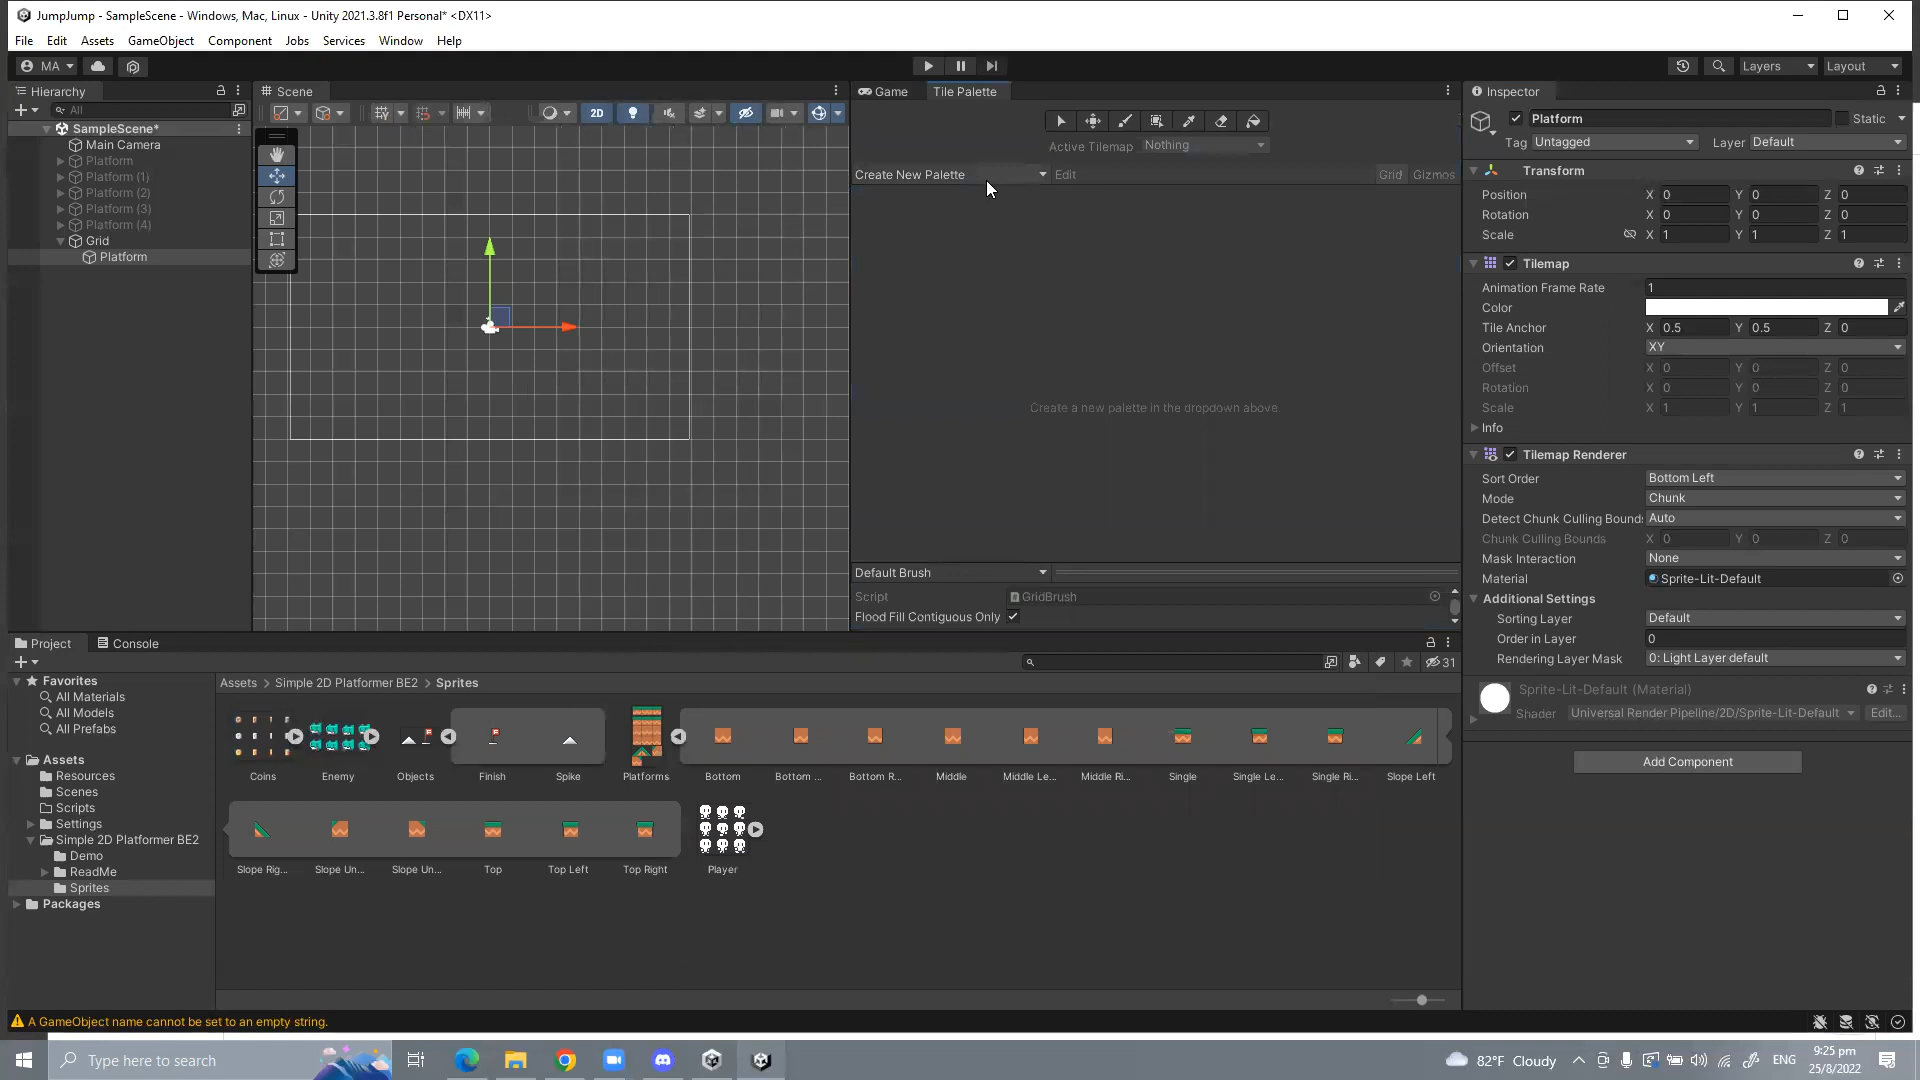 JumpJump - SampleScene - Windows, Mac, Linux - Unity 2021.3.8f1 Personal* <DX11>
File Edit Assets GameObject Component Jobs Services Window Help
MA Layers Layout
Hierarchy
All
SampleScene*
Main Camera
Platform
Platform (1)
Platform (2)
Platform (3)
Platform (4)
Grid
Platform
Scene
2D
Game Tile Palette
Active Tilemap Nothing
Create New Palette Edit Grid Gizmos
Create a new palette in the dropdown above.
Default Brush
Script GridBrush
Flood Fill Contiguous Only
Inspector
Platform Static
Tag Untagged Layer Default
Transform
Position X 0 Y 0 Z 0
Rotation X 0 Y 0 Z 0
Scale X 1 Y 1 Z 1
Tilemap
Animation Frame Rate 1
Color
Tile Anchor X 0.5 Y 0.5 Z 0
Orientation XY
Offset X 0 Y 0 Z 0
Rotation X 0 Y 0 Z 0
Scale X 1 Y 1 Z 1
Info
Tilemap Renderer
Sort Order Bottom Left
Mode Chunk
Detect Chunk Culling Bounds Auto
Chunk Culling Bounds X 0 Y 0 Z 0
Mask Interaction None
Material Sprite-Lit-Default
Additional Settings
Sorting Layer Default
Order in Layer 0
Rendering Layer Mask 0: Light Layer default
Sprite-Lit-Default (Material)
Shader Universal Render Pipeline/2D/Sprite-Lit-Default Edit...
Add Component
Project Console
31
Favorites
All Materials
All Models
All Prefabs
Assets
Resources
Scenes
Scripts
Settings
Simple 2D Platformer BE2
Demo
ReadMe
Sprites
Packages
Assets > Simple 2D Platformer BE2 > Sprites
Coins Enemy Objects Finish Spike Platforms Bottom Bottom ... Bottom R... Middle Middle Le... Middle Ri... Single Single Le... Single Ri... Slope Left
Slope Rig... Slope Un... Slope Un... Top Top Left Top Right Player
A GameObject name cannot be set to an empty string.
Type here to search
82°F Cloudy ENG
9:25 pm
25/8/2022